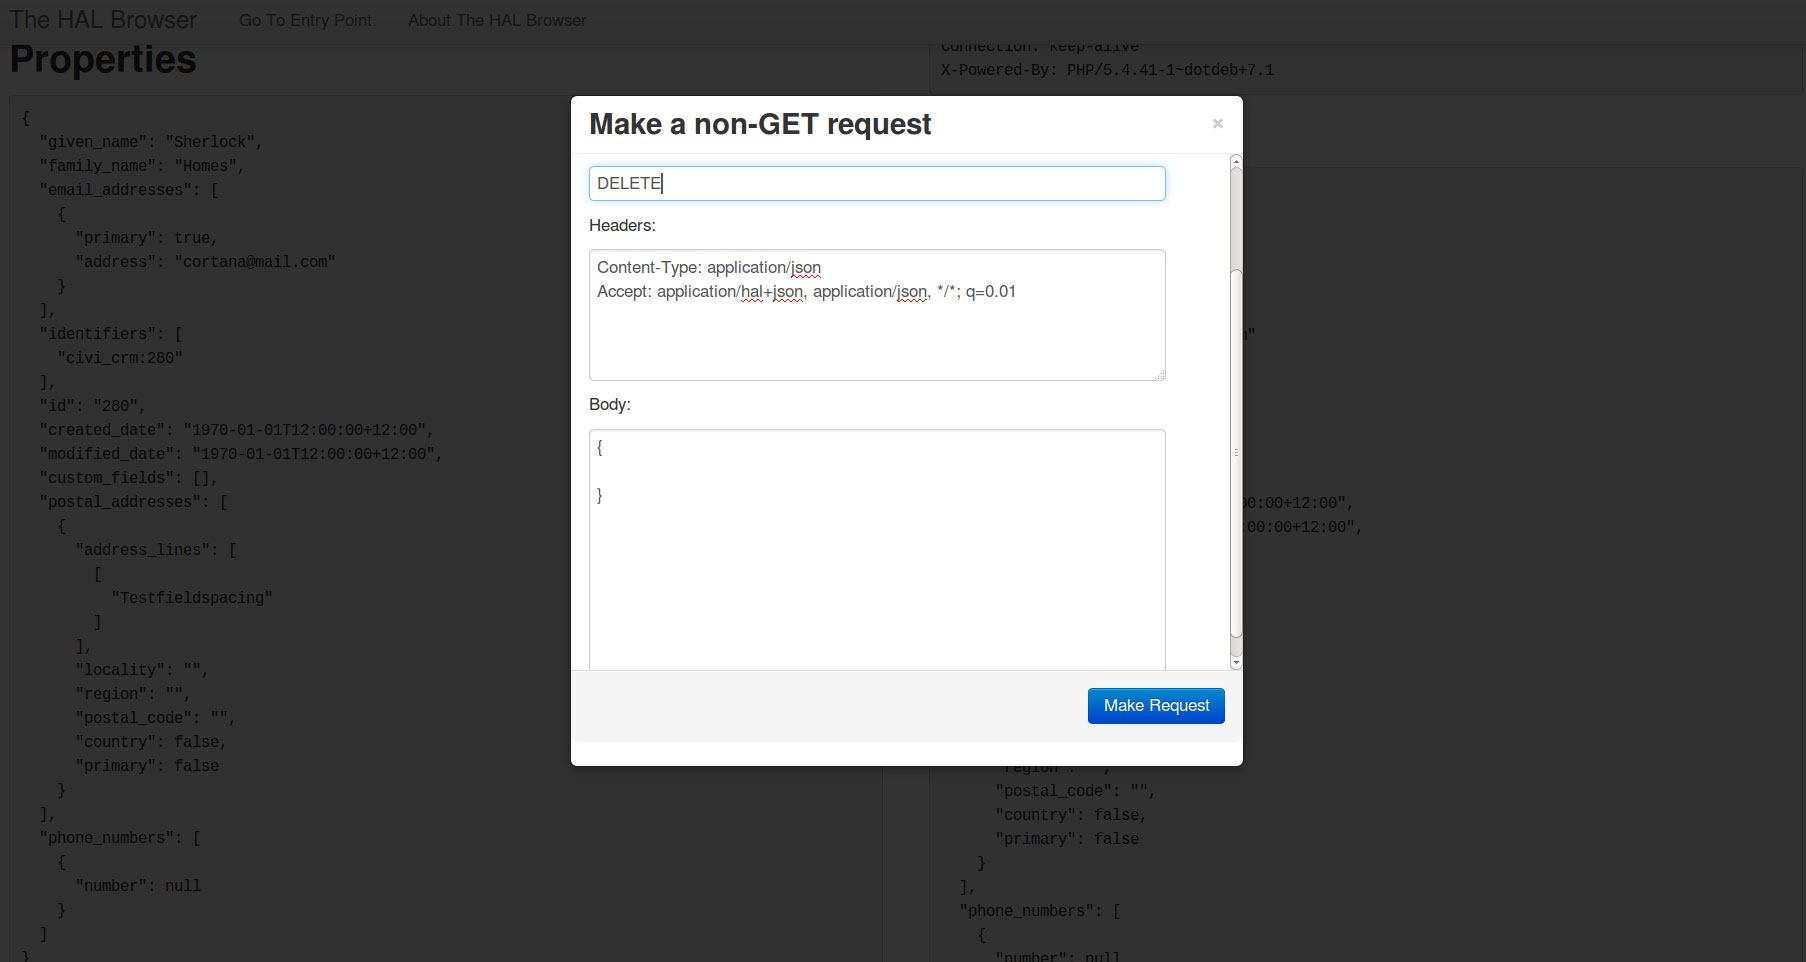 The HAL Browser Go To Entry Point About The HAL Browser
Properties
{
"given_name": "Sherlock",
"family_name": "Homes",
"email_addresses": [
{
"primary": true,
"address": "cortana@mail.com"
}
],
"identifiers": [
"civi_crm:280"
],
"id": "280",
"created_date": "1970-01-01T12:00:00+12:00",
"modified_date": "1970-01-01T12:00:00+12:00",
"custom_fields": [],
"postal_addresses": [
{
"address_lines": [
[
"Testfieldspacing"
]
],
"locality": "",
"region": "",
"postal_code": "",
"country": false,
"primary": false
}
],
"phone_numbers": [
{
"number": null
}
]
}
Connection: keep-alive
X-Powered-By: PHP/5.4.41-1~dotdeb+7.1
Make a non-GET request ×
DELETE
Headers:
Content-Type: application/json
Accept: application/hal+json, application/json, */*; q=0.01
Body:
{
}
Make Request
"
00:00+12:00",
:00:00+12:00",
"region": "",
"postal_code": "",
"country": false,
"primary": false
}
],
"phone_numbers": [
{
"number": null